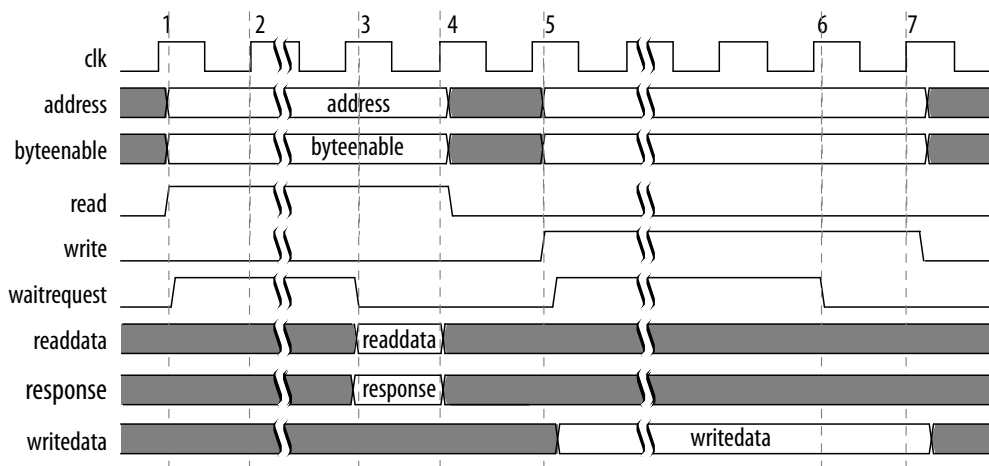 1 2 3 4 5 6 7
clk
address address
byteenable byteenable
read
write
waitrequest
readdata readdata
response response
writedata writedata